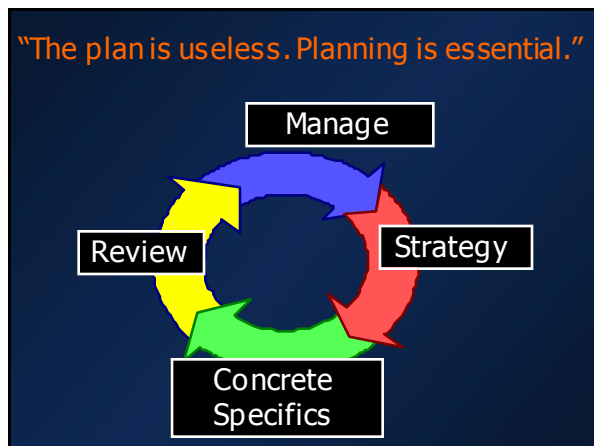 “The plan is useless. Planning is essential.”
Manage
Review
Strategy
Concrete
Specifics